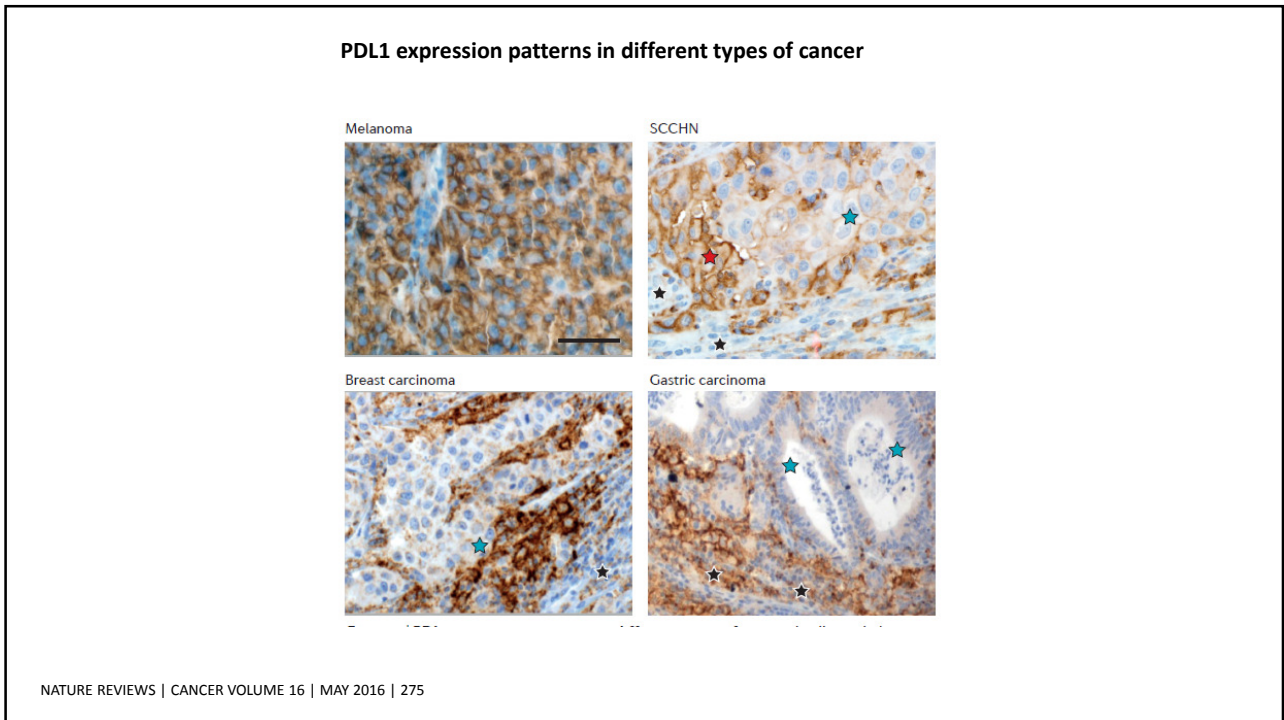 PDL1 expression patterns in different types of cancer
Melanoma
SCCHN
Breast carcinoma
Gastric carcinoma
NATURE REVIEWS | CANCER VOLUME 16 | MAY 2016 | 275